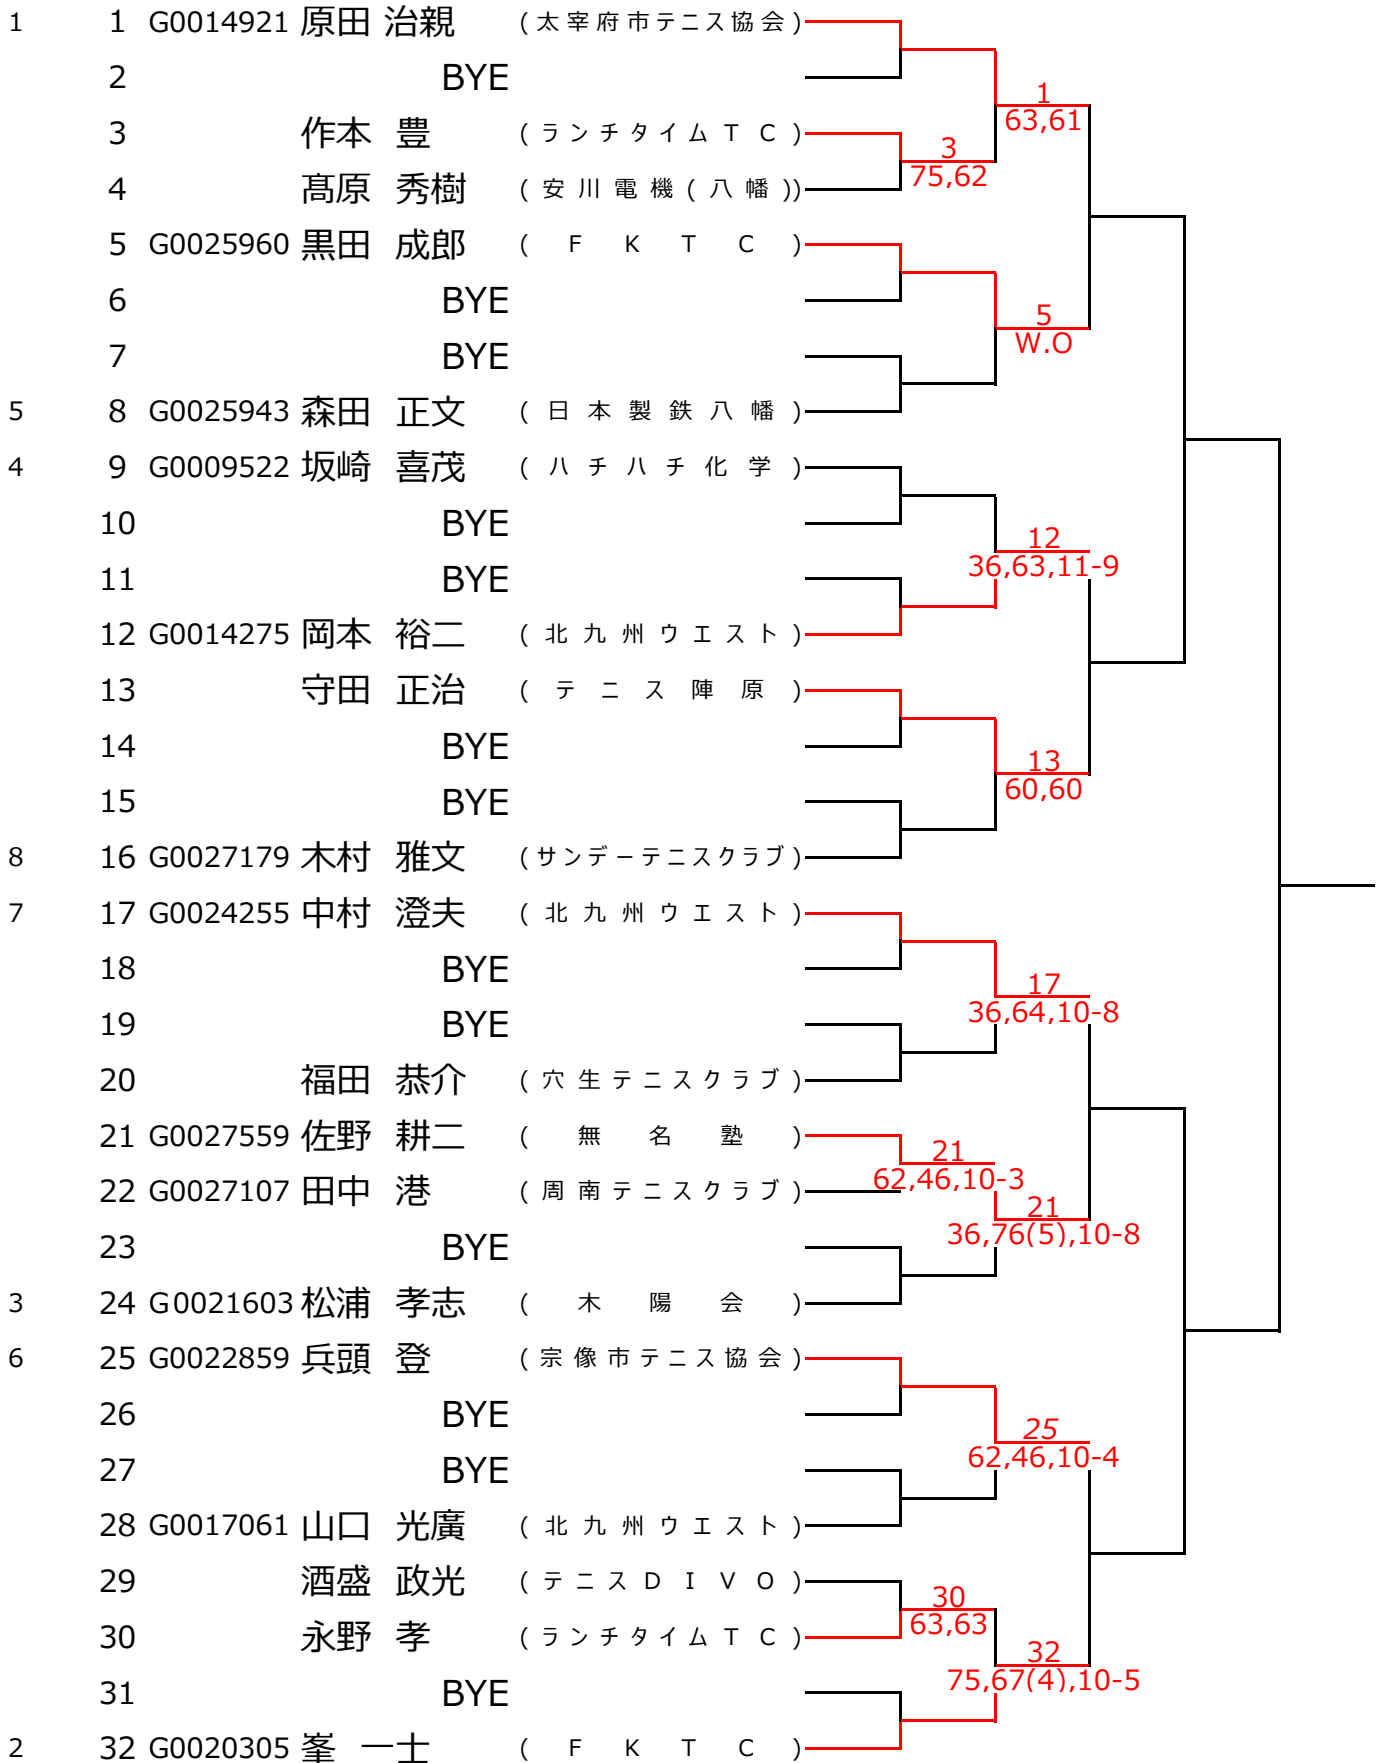 1 1 G0014921 原田 治親 (太宰府市テニス協会)
2 BYE
1
63,61
3 作本 豊 (ランチタイムTC)
3
75,62
4 髙原 秀樹 (安川電機(八幡))
5 G0025960 黒田 成郎 (FKTC)
6 BYE
5
W.O
7 BYE
5 8 G0025943 森田 正文 (日本製鉄八幡)
4 9 G0009522 坂崎 喜茂 (ハチハチ化学)
10 BYE
12
36,63,11-9
11 BYE
12 G0014275 岡本 裕二 (北九州ウエスト)
13 守田 正治 (テニス陣原)
14 BYE
13
60,60
15 BYE
8 16 G0027179 木村 雅文 (サンデーテニスクラブ)
7 17 G0024255 中村 澄夫 (北九州ウエスト)
18 BYE
17
36,64,10-8
19 BYE
20 福田 恭介 (穴生テニスクラブ)
21 G0027559 佐野 耕二 (無名塾)
21
62,46,10-3
22 G0027107 田中 港 (周南テニスクラブ)
21
36,76(5),10-8
23 BYE
3 24 G0021603 松浦 孝志 (木陽会)
6 25 G0022859 兵頭 登 (宗像市テニス協会)
26 BYE
25
62,46,10-4
27 BYE
28 G0017061 山口 光廣 (北九州ウエスト)
29 酒盛 政光 (テニスDIVO)
30
63,63
30 永野 孝 (ランチタイムTC)
32
75,67(4),10-5
31 BYE
2 32 G0020305 峯 一士 (FKTC)